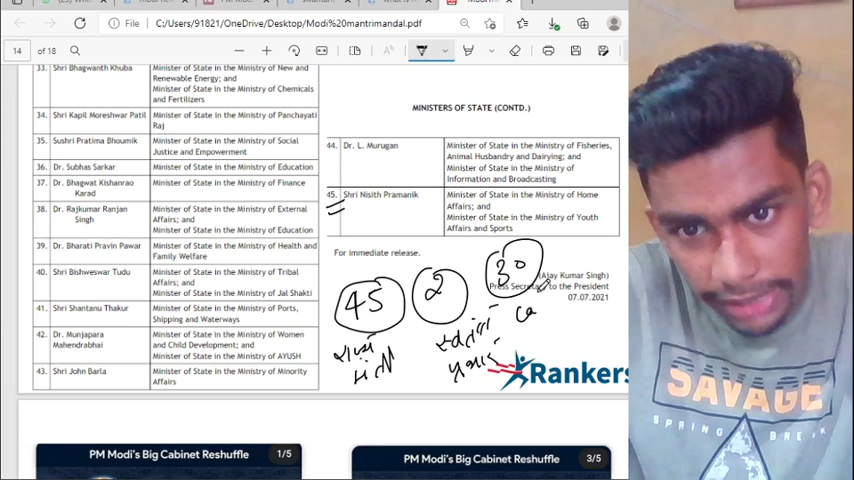 File
C:/Users/91821/OneDrive/Desktop/Modi%20mantrimandal.pdf
14 of 18
33. Shri Bhagwanth Khuba Minister of State in the Ministry of New and
Renewable Energy; and
Minister of State in the Ministry of Chemicals
and Fertilizers
34. Shri Kapil Moreshwar Patil Minister of State in the Ministry of Panchayati
Raj
35. Sushri Pratima Bhoumik Minister of State in the Ministry of Social
Justice and Empowerment
36. Dr. Subhas Sarkar Minister of State in the Ministry of Education
37. Dr. Bhagwat Kishanrao Minister of State in the Ministry of Finance
Karad
38. Dr. Rajkumar Ranjan Minister of State in the Ministry of External
Singh Affairs; and
Minister of State in the Ministry of Education
39. Dr. Bharati Pravin Pawar Minister of State in the Ministry of Health and
Family Welfare
40. Shri Bishweswar Tudu Minister of State in the Ministry of Tribal
Affairs; and
Minister of State in the Ministry of Jal Shakti
41. Shri Shantanu Thakur Minister of State in the Ministry of Ports,
Shipping and Waterways
42. Dr. Munjapara Minister of State in the Ministry of Women
Mahendrabhai and Child Development; and
Minister of State in the Ministry of AYUSH
43. Shri John Barla Minister of State in the Ministry of Minority
Affairs
MINISTERS OF STATE (CONTD.)
44. Dr. L. Murugan Minister of State in the Ministry of Fisheries,
Animal Husbandry and Dairying; and
Minister of State in the Ministry of
Information and Broadcasting
45. Shri Nisith Pramanik Minister of State in the Ministry of Home
Affairs; and
Minister of State in the Ministry of Youth
Affairs and Sports
For immediate release.
(Ajay Kumar Singh)
Press Secretary to the President
07.07.2021
45 2 30
Ca
Rankers
PM Modi's Big Cabinet Reshuffle 1/5
PM Modi's Big Cabinet Reshuffle 3/5
SAVAGE
SPRING BREAK